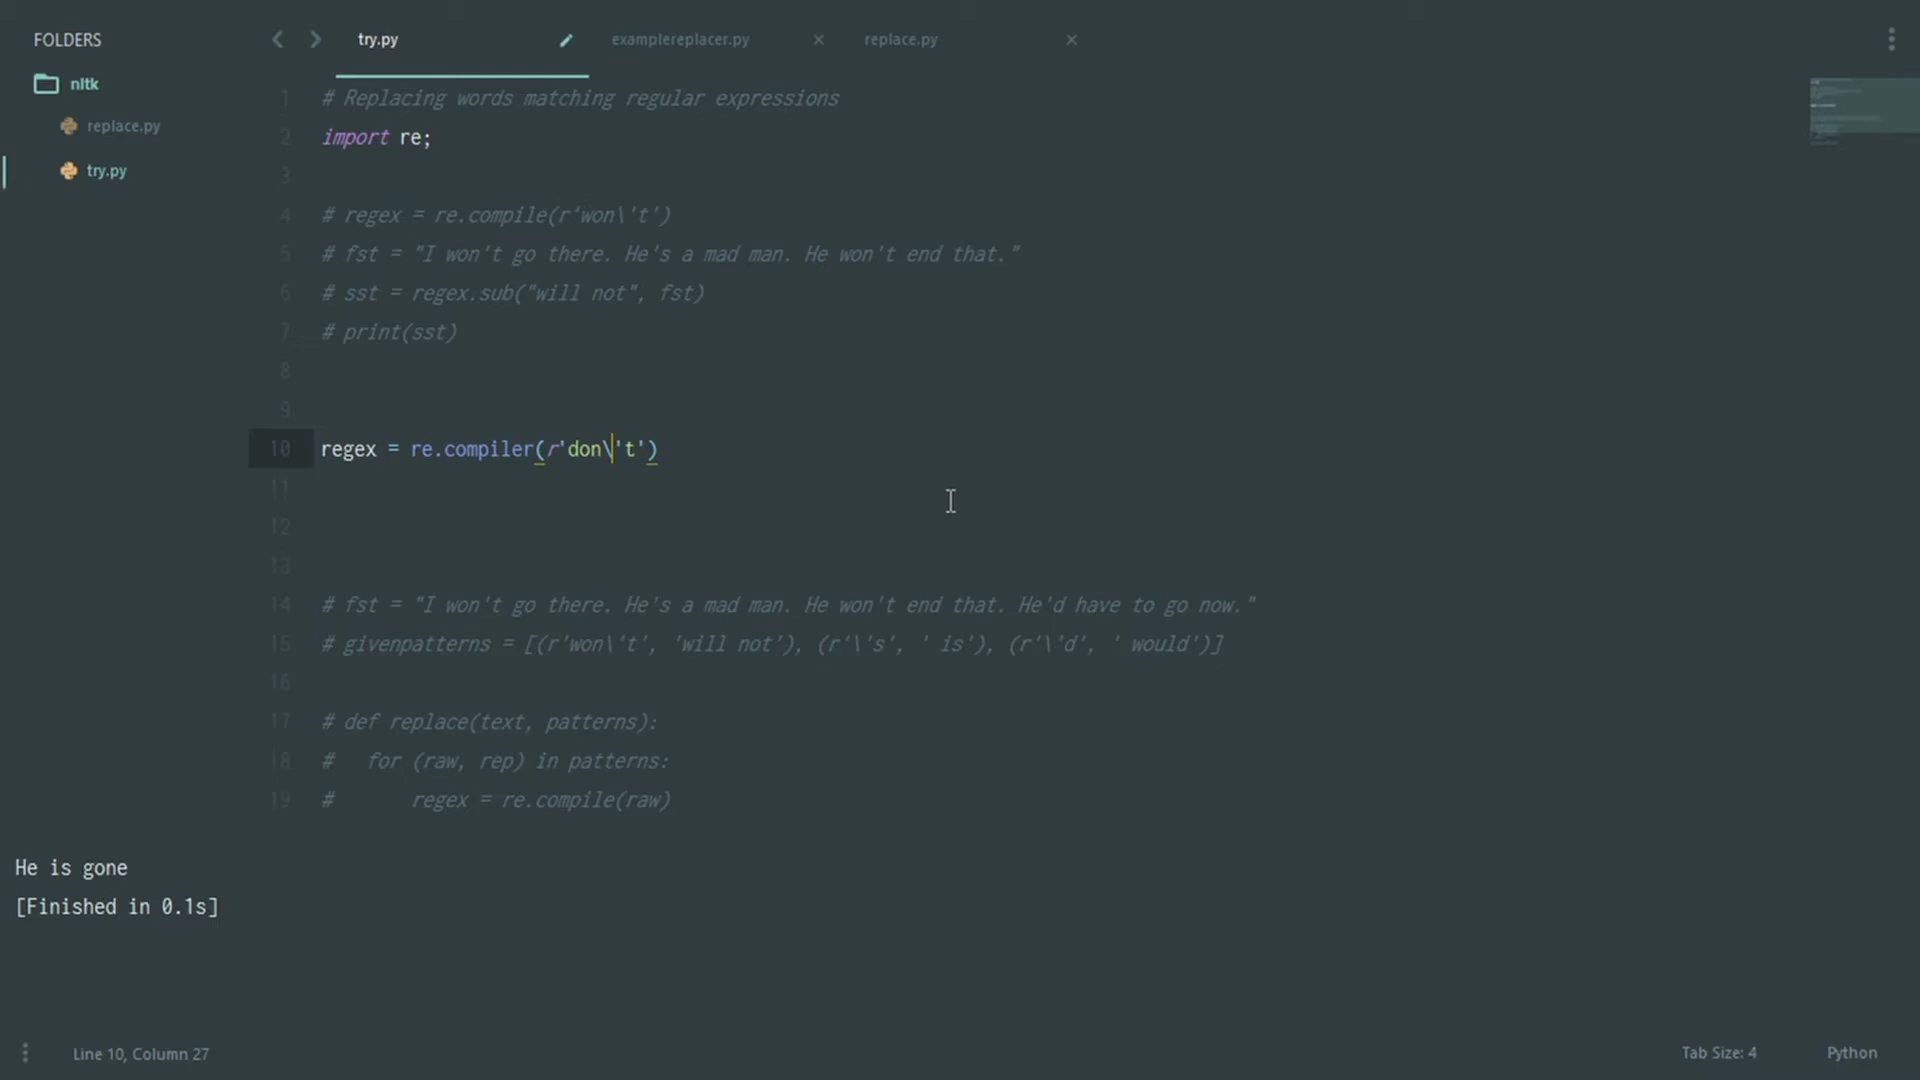 FOLDERS
nltk
replace.py
try.py
try.py
examplereplacer.py
replace.py
1 # Replacing words matching regular expressions
2 import re;
3
4 # regex = re.compile(r'won\'t')
5 # fst = "I won't go there. He's a mad man. He won't end that."
6 # sst = regex.sub("will not", fst)
7 # print(sst)
8
9
10 regex = re.compiler(r'don\'t')
11
12
13
14 # fst = "I won't go there. He's a mad man. He won't end that. He'd have to go now."
15 # givenpatterns = [(r'won\'t', 'will not'), (r'\'s', ' is'), (r'\'d', ' would')]
16
17 # def replace(text, patterns):
18 #   for (raw, rep) in patterns:
19 #       regex = re.compile(raw)
He is gone
[Finished in 0.1s]
Line 10, Column 27
Tab Size: 4
Python